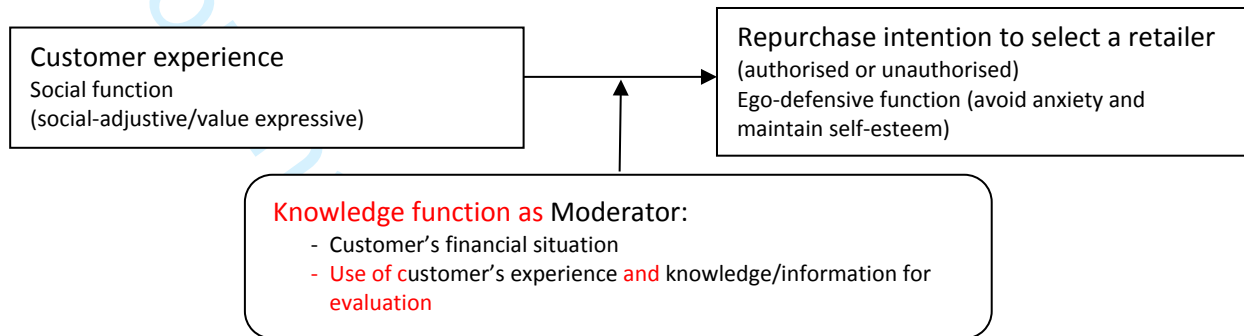 Customer experience
Social function
(social-adjustive/value expressive)
Repurchase intention to select a retailer
(authorised or unauthorised)
Ego-defensive function (avoid anxiety and
maintain self-esteem)
Knowledge function as Moderator:
- Customer’s financial situation
- Use of customer’s experience and knowledge/information for
evaluation